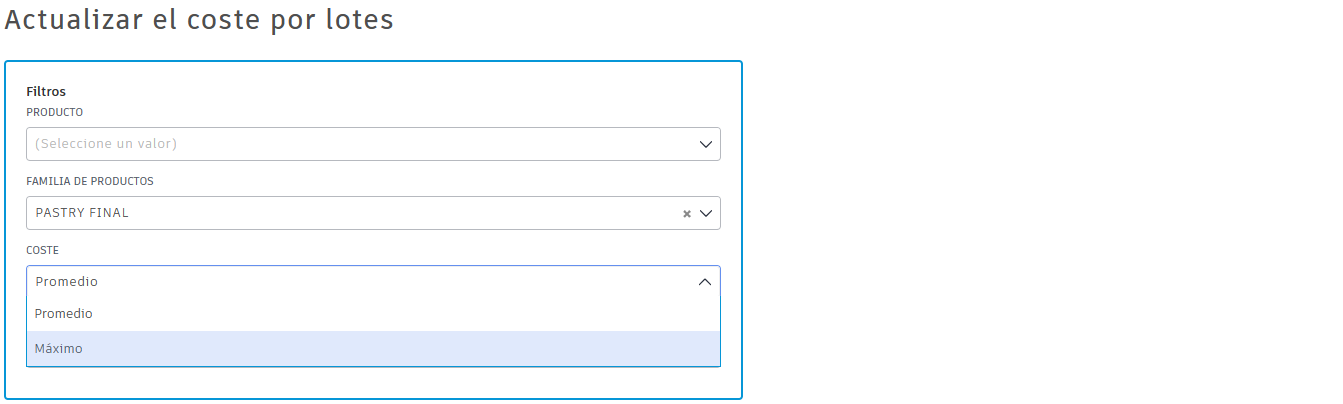 Actualizar el coste por lotes
Filtros
PRODUCTO
(Seleccione un valor)
FAMILIA DE PRODUCTOS
PASTRY FINAL
COSTE
Promedio
Promedio
Máximo